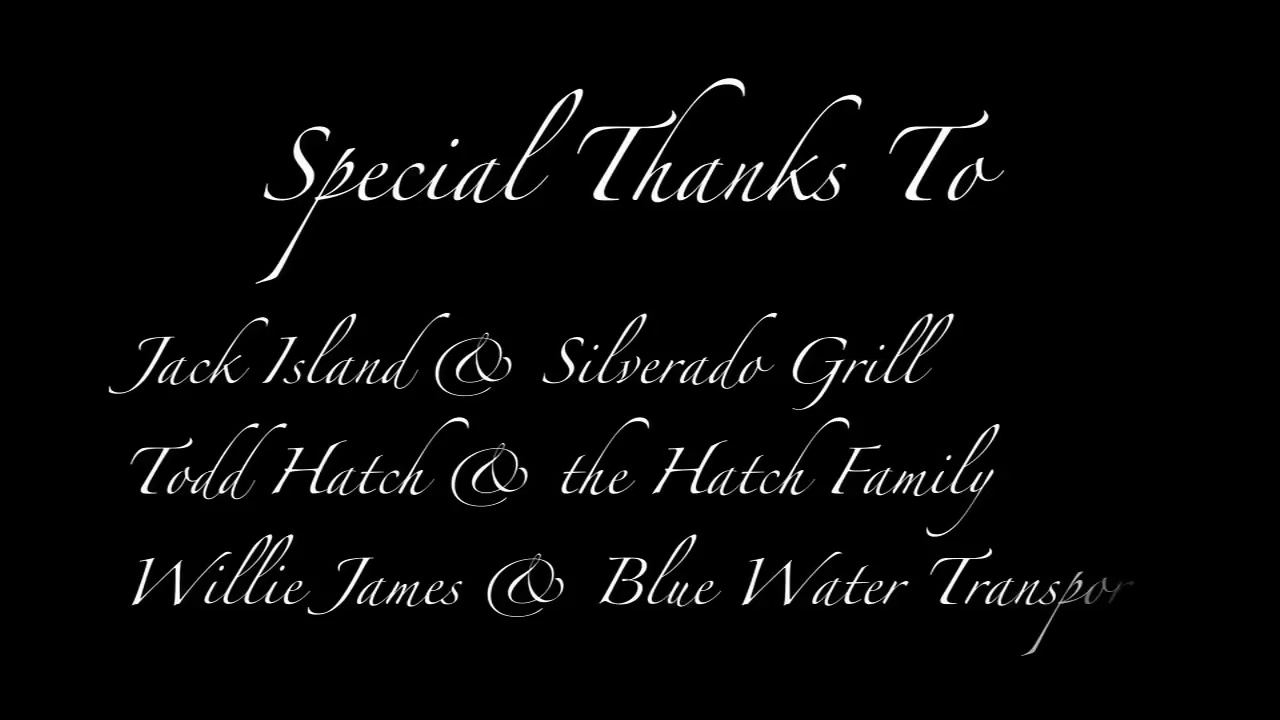 Special Thanks To
Jack Island & Silverado Grill
Todd Hatch & the Hatch Family
Willie James & Blue Water Transpor